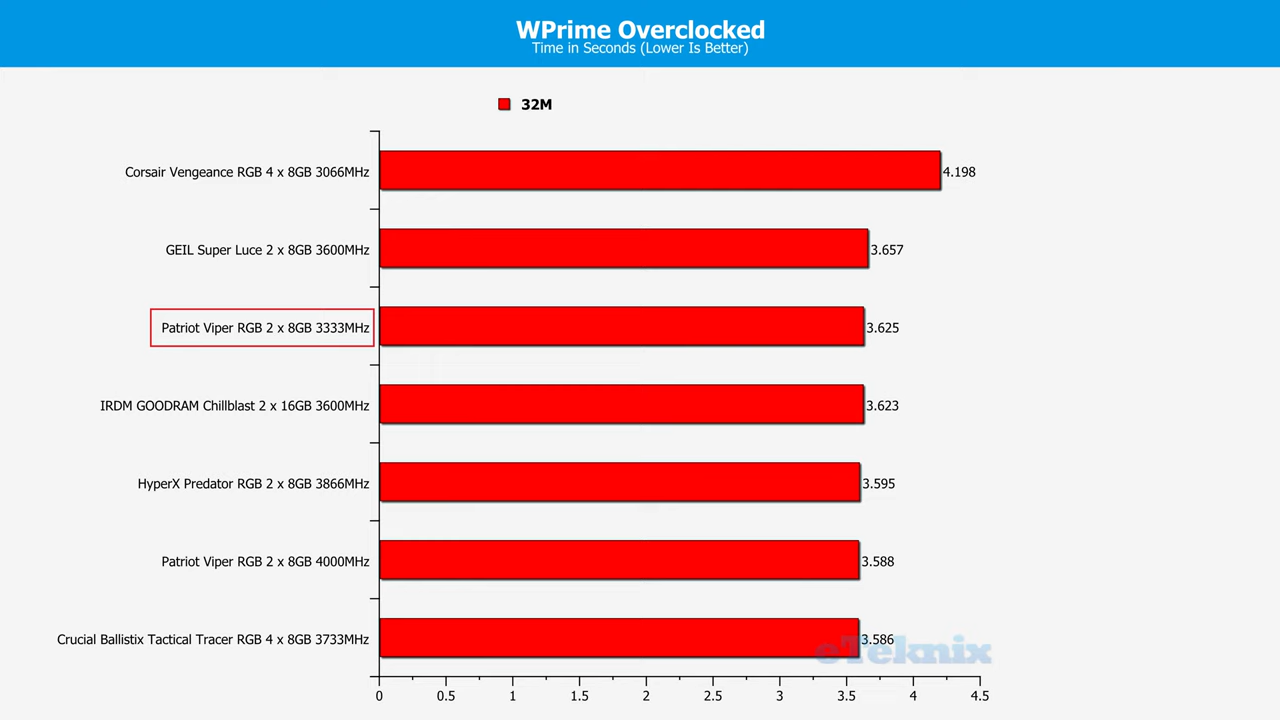 WPrime Overclocked
Time in Seconds (Lower Is Better)
32M
Corsair Vengeance RGB 4 x 8GB 3066MHz 4.198
GEIL Super Luce 2 x 8GB 3600MHz 3.657
Patriot Viper RGB 2 x 8GB 3333MHz 3.625
IRDM GOODRAM Chillblast 2 x 16GB 3600MHz 3.623
HyperX Predator RGB 2 x 8GB 3866MHz 3.595
Patriot Viper RGB 2 x 8GB 4000MHz 3.588
Crucial Ballistix Tactical Tracer RGB 4 x 8GB 3733MHz 3.586
eTeknix
0 0.5 1 1.5 2 2.5 3 3.5 4 4.5